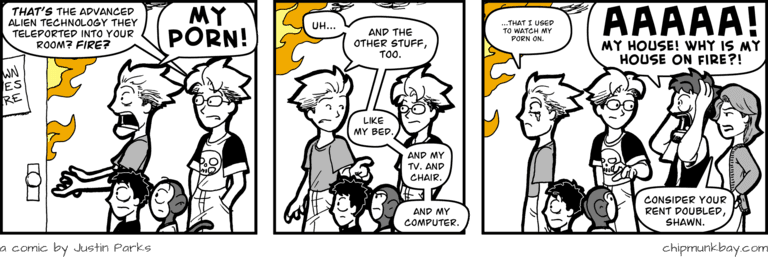 THAT'S THE ADVANCED
ALIEN TECHNOLOGY THEY
TELEPORTED INTO YOUR
ROOM? FIRE?
MY
PORN!
WN
ES
RE
UH...
AND THE
OTHER STUFF,
TOO.
LIKE
MY BED.
AND MY
TV. AND
CHAIR.
AND MY
COMPUTER.
...THAT I USED
TO WATCH MY
PORN ON.
AAAAA!
MY HOUSE! WHY IS MY
HOUSE ON FIRE?!
CONSIDER YOUR
RENT DOUBLED,
SHAWN.
a comic by Justin Parks
chipmunkbay.com